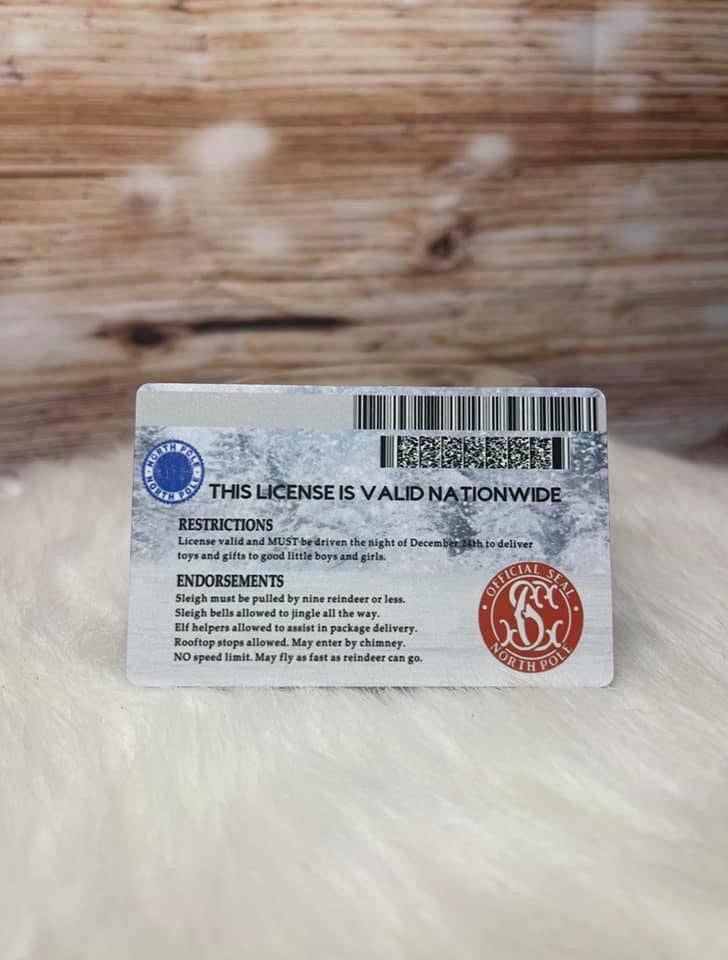 NORTH POLE
NORTH POLE
THIS LICENSE IS VALID NATIONWIDE
RESTRICTIONS
License valid and MUST be driven the night of December 24th to deliver
toys and gifts to good little boys and girls.
ENDORSEMENTS
Sleigh must be pulled by nine reindeer or less.
Sleigh bells allowed to jingle all the way.
Elf helpers allowed to assist in package delivery.
Rooftop stops allowed. May enter by chimney.
NO speed limit. May fly as fast as reindeer can go.
OFFICIAL SEAL
NORTH POLE